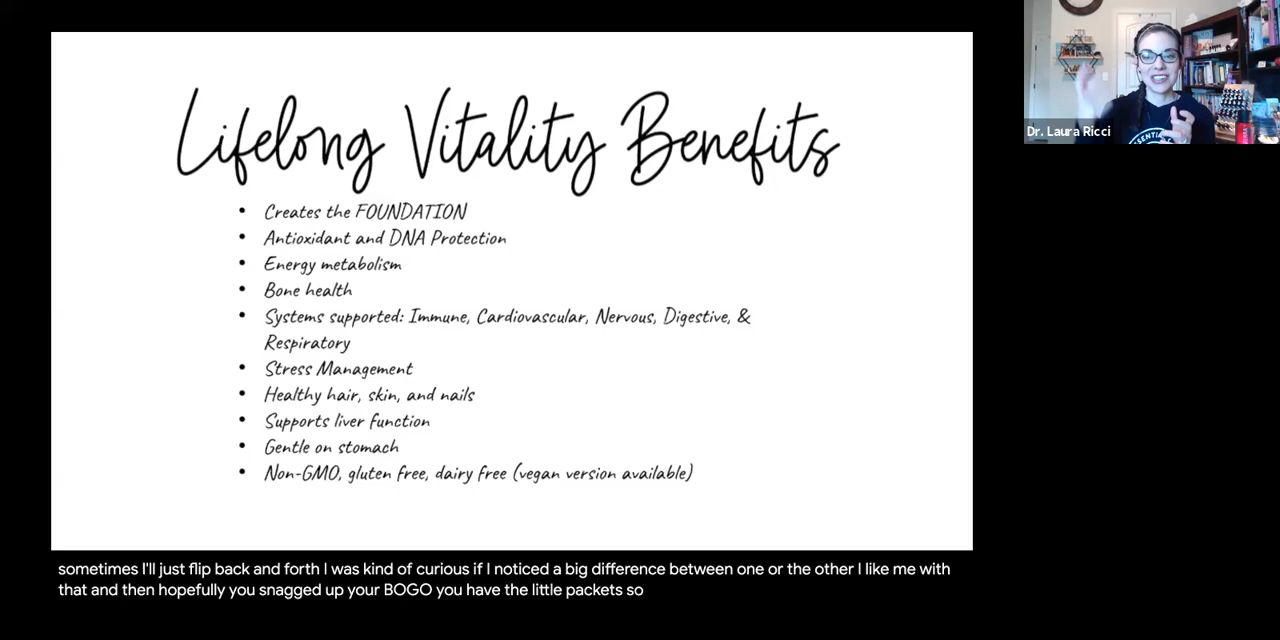 Lifelong Vitality Benefits
• Creates the FOUNDATION
• Antioxidant and DNA Protection
• Energy metabolism
• Bone health
• Systems supported: Immune, Cardiovascular, Nervous, Digestive, &
Respiratory
• Stress Management
• Healthy hair, skin, and nails
• Supports liver function
• Gentle on stomach
• Non-GMO, gluten free, dairy free (vegan version available)
Dr. Laura Ricci
sometimes I'll just flip back and forth I was kind of curious if I noticed a big difference between one or the other I like me with
that and then hopefully you snagged up your BOGO you have the little packets so